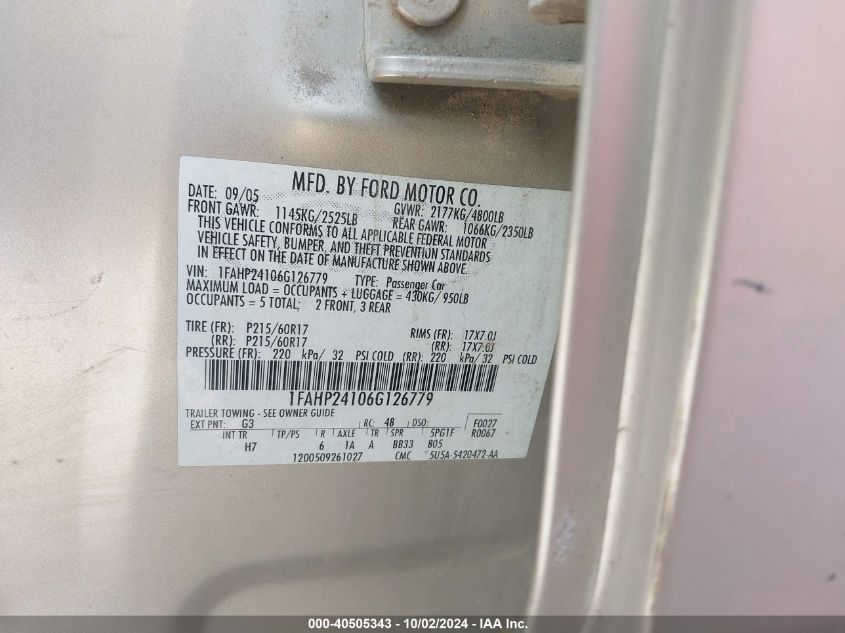 MFD. BY FORD MOTOR CO.
DATE: 09/05 GVWR: 2177KG/4800LB
FRONT GAWR: 1145KG/2525LB REAR GAWR: 1066KG/2350LB
THIS VEHICLE CONFORMS TO ALL APPLICABLE FEDERAL MOTOR
VEHICLE SAFETY, BUMPER, AND THEFT PREVENTION STANDARDS
IN EFFECT ON THE DATE OF MANUFACTURE SHOWN ABOVE.
VIN: 1FAHP24106G126779 TYPE: Passenger Car
MAXIMUM LOAD = OCCUPANTS + LUGGAGE = 430KG/ 950LB
OCCUPANTS = 5 TOTAL; 2 FRONT, 3 REAR
TIRE (FR): P215/60R17 RIMS (FR): 17X7.0J
(RR): P215/60R17 (RR): 17X7.0J
PRESSURE (FR): 220 kPa/ 32 PSI COLD (RR): 220 kPa/ 32 PSI COLD
1FAHP24106G126779
TRAILER TOWING - SEE OWNER GUIDE
EXT PNT: G3 RC: 48 DSO: F0027
INT TR TP/PS R AXLE TR SPR SPGIF R0067
H7 6 1A A BB33 B05
1200509261027 CMC 5U5A-5420472-AA
000-40505343 - 10/02/2024 - IAA Inc.